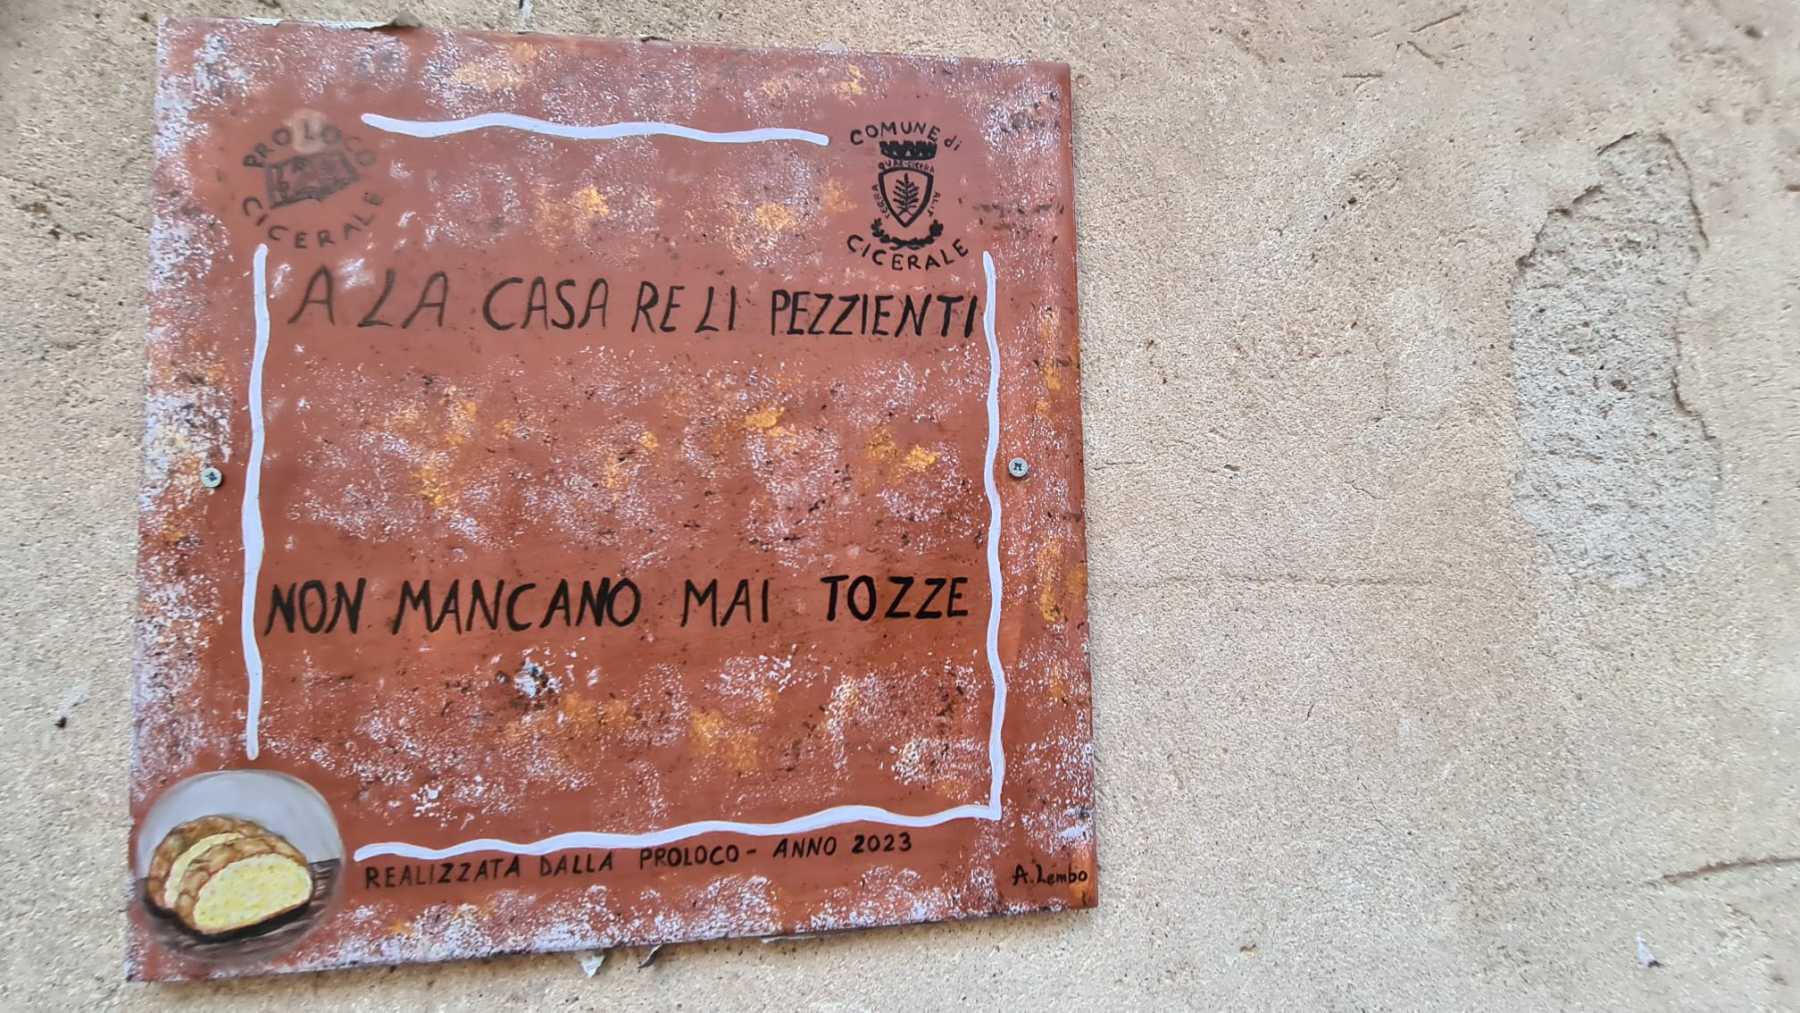 PROLOCO
CICERALE
COMUNE di
CICERALE
A LA CASA RE LI PEZZIENTI
NON MANCANO MAI TOZZE
REALIZZATA DALLA PROLOCO - ANNO 2023
A. Lembo